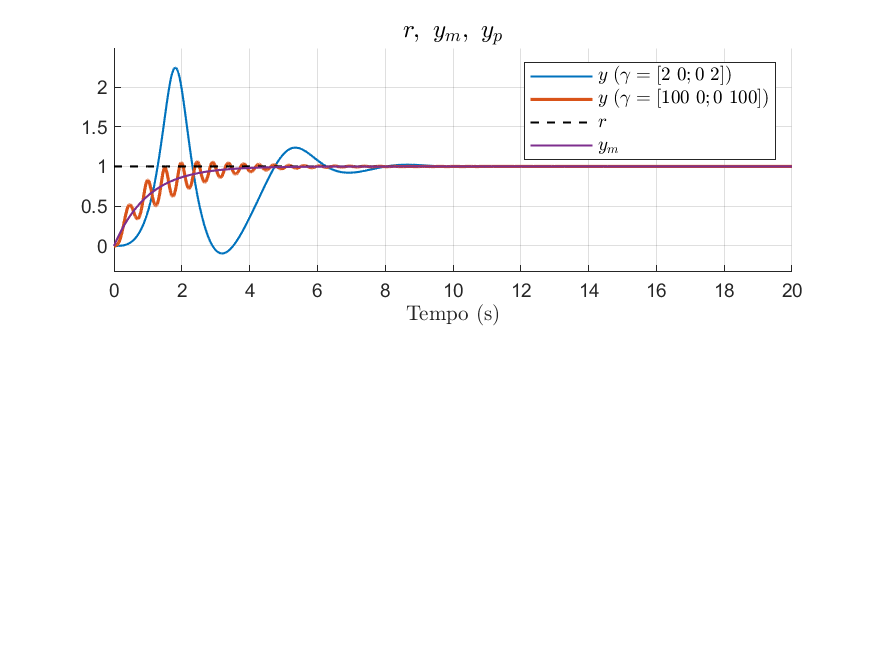 r, y_m, y_p
y (γ = [2 0; 0 2])
y (γ = [100 0; 0 100])
r
y_m
2
1.5
1
0.5
0
0 2 4 6 8 10 12 14 16 18 20
Tempo (s)